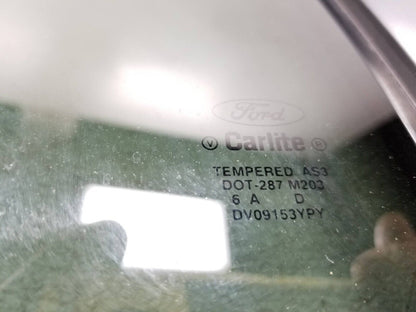 Ford
V Carlite ®
TEMPERED AS3
DOT-287 M203
6 A D
DV09153YPY